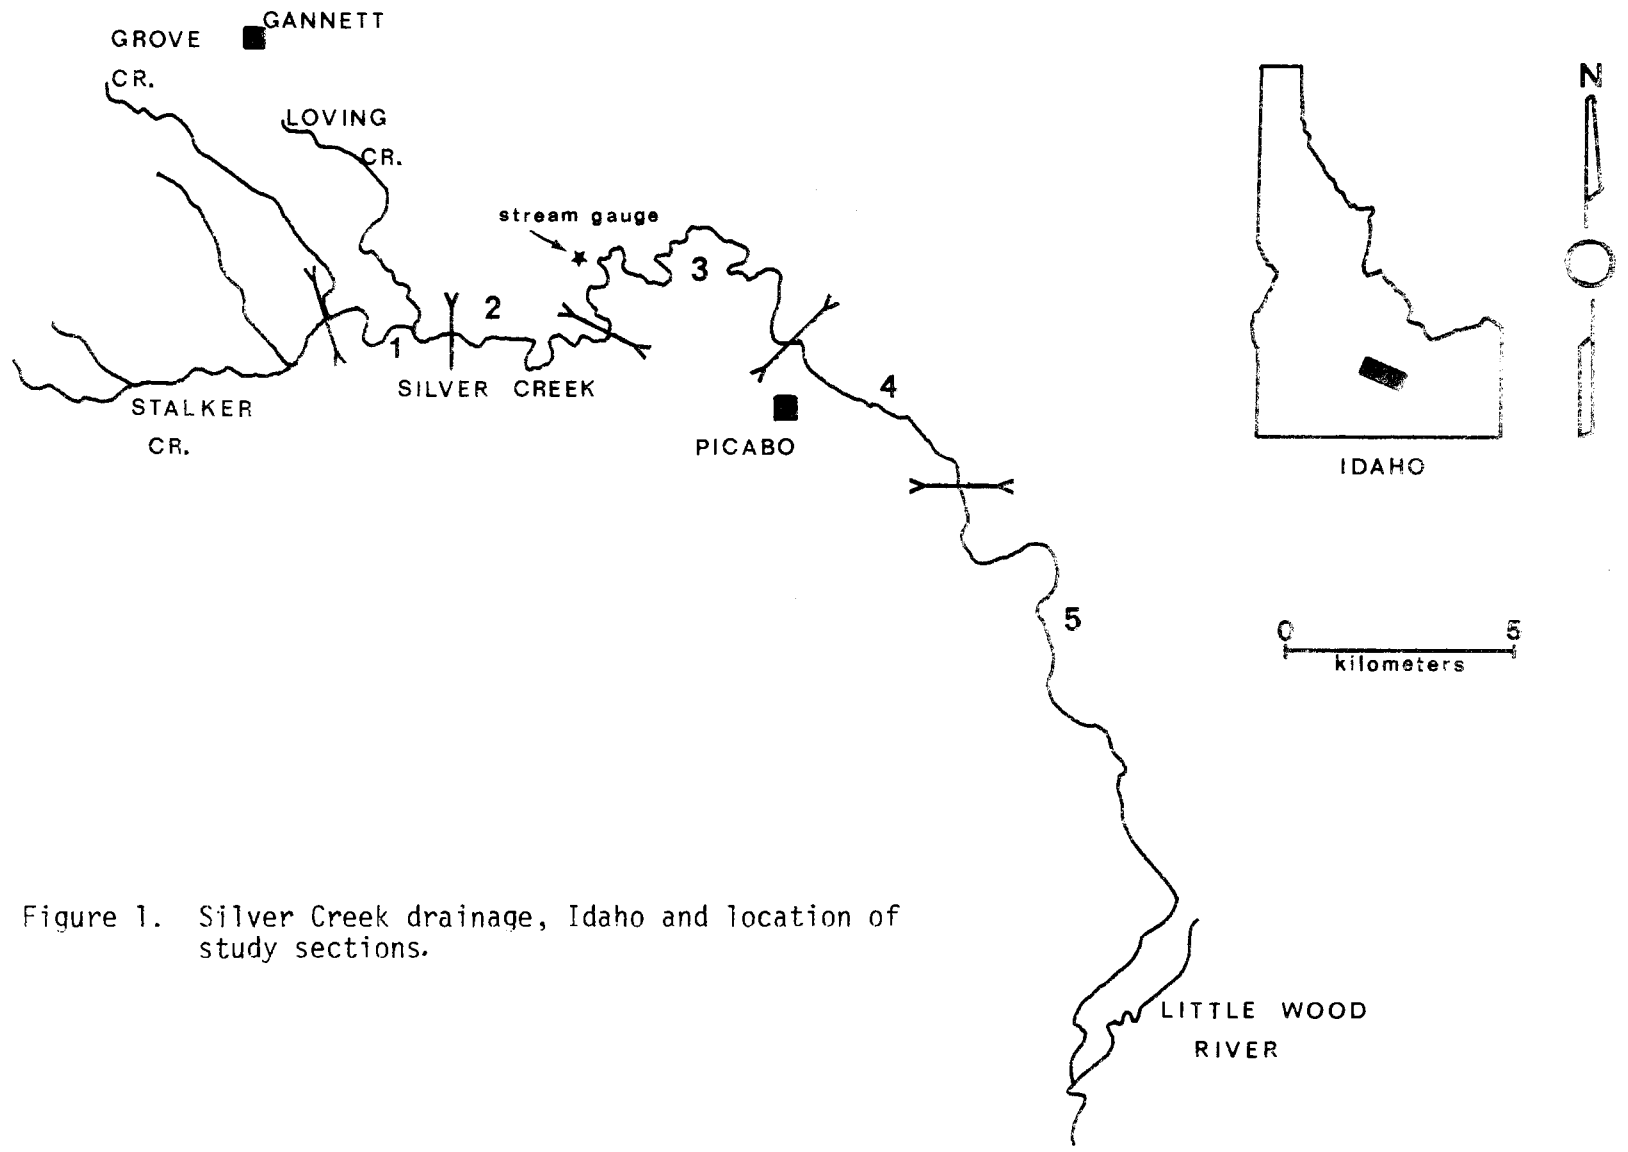 GANNETT
GROVE
CR.
LOVING
CR.
stream gauge
N
3
2
1
SILVER CREEK
4
STALKER
CR.
PICABO
IDAHO
5
0 5
kilometers
Figure 1. Silver Creek drainage, Idaho and location of
study sections.
LITTLE WOOD
RIVER